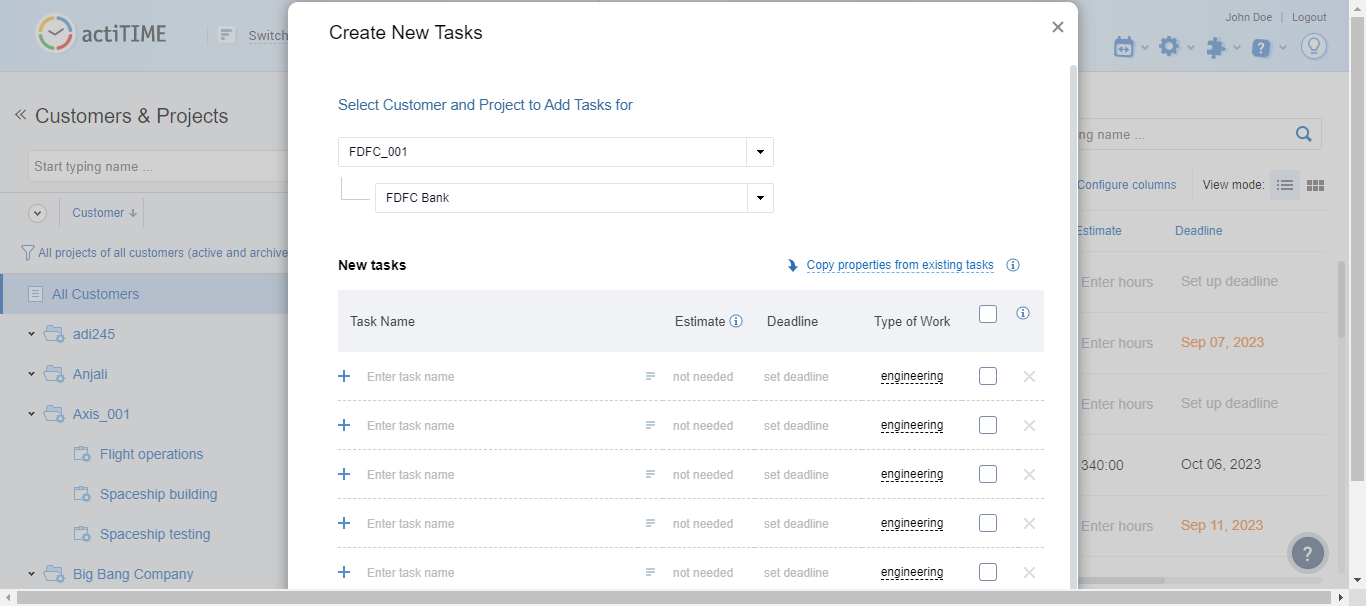 actiTIME
Switch
John Doe | Logout
Create New Tasks
Customers & Projects
Start typing name ...
Customer
All projects of all customers (active and archive
All Customers
adi245
Anjali
Axis_001
Flight operations
Spaceship building
Spaceship testing
Big Bang Company
Select Customer and Project to Add Tasks for
FDFC_001
FDFC Bank
New tasks
Copy properties from existing tasks
Task Name Estimate Deadline Type of Work
Enter task name not needed set deadline engineering
Enter task name not needed set deadline engineering
Enter task name not needed set deadline engineering
Enter task name not needed set deadline engineering
Enter task name not needed set deadline engineering
ng name ...
Configure columns View mode:
Estimate Deadline
Enter hours Set up deadline
Enter hours Sep 07, 2023
Enter hours Set up deadline
340:00 Oct 06, 2023
Enter hours Sep 11, 2023
?